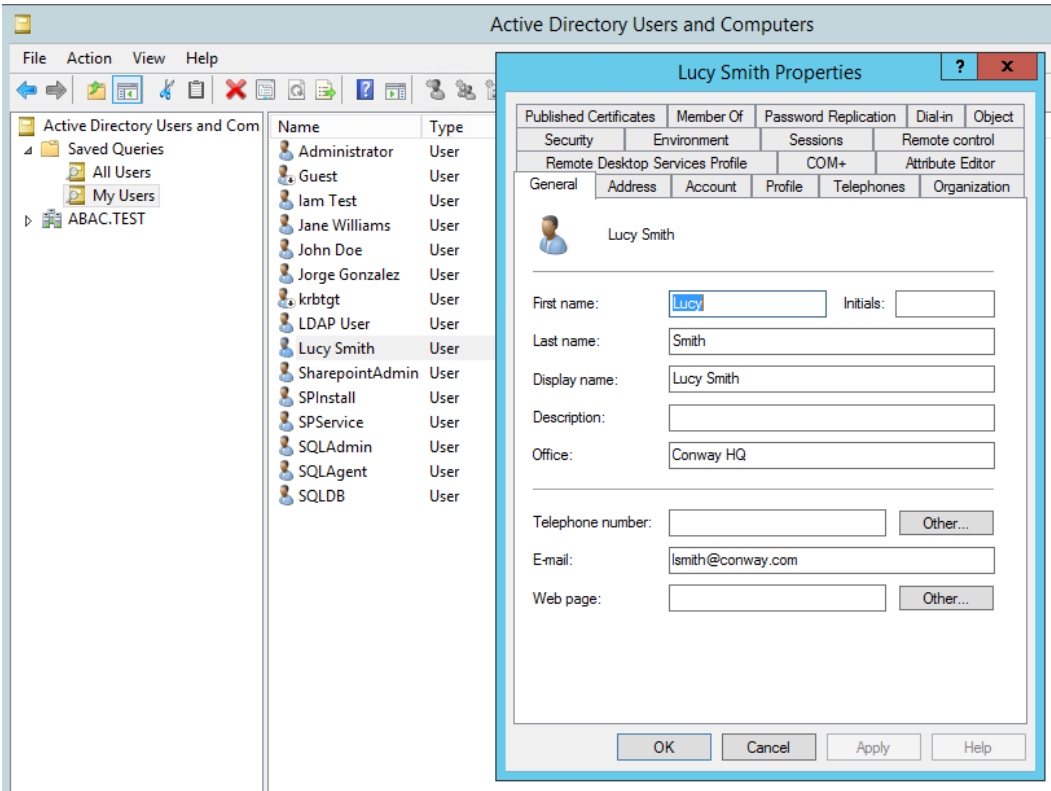 Active Directory Users and Computers
File Action View Help
Active Directory Users and Com
Saved Queries
All Users
My Users
ABAC.TEST
Name Type
Administrator User
Guest User
Iam Test User
Jane Williams User
John Doe User
Jorge Gonzalez User
krbtgt User
LDAP User User
Lucy Smith User
SharepointAdmin User
SPInstall User
SPService User
SQLAdmin User
SQLAgent User
SQLDB User
Lucy Smith Properties ? x
Published Certificates Member Of Password Replication Dial-in Object
Security Environment Sessions Remote control
Remote Desktop Services Profile COM+ Attribute Editor
General Address Account Profile Telephones Organization
Lucy Smith
First name: Lucy Initials:
Last name: Smith
Display name: Lucy Smith
Description:
Office: Conway HQ
Telephone number: Other...
E-mail: lsmith@conway.com
Web page: Other...
OK Cancel Apply Help